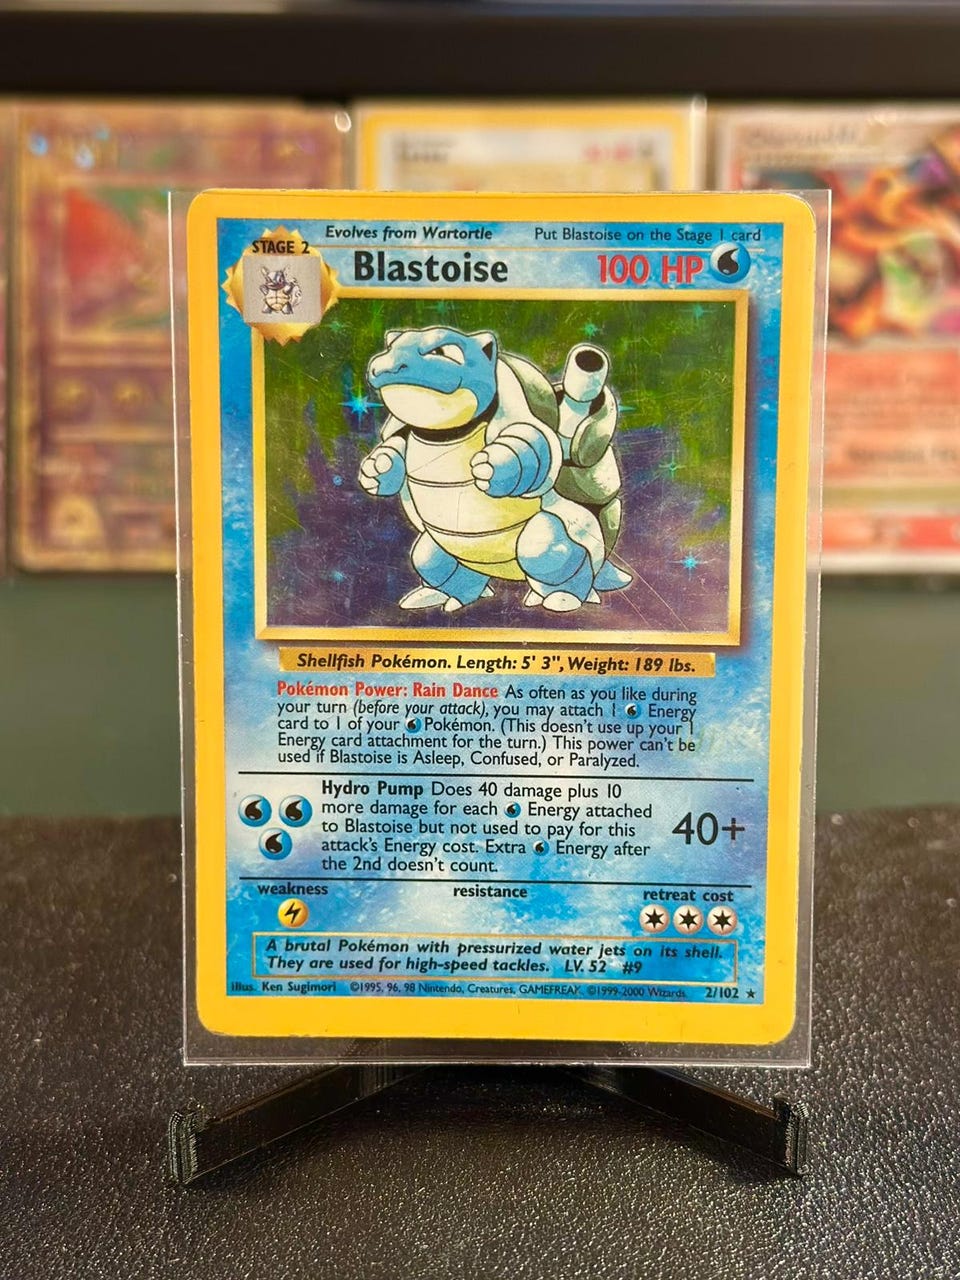 Evolves from Wartortle Put Blastoise on the Stage 1 card
STAGE 2
Blastoise 100 HP
Shellfish Pokémon. Length: 5' 3", Weight: 189 lbs.
Pokémon Power: Rain Dance As often as you like during
your turn (before your attack), you may attach 1 Energy
card to 1 of your Pokémon. (This doesn't use up your 1
Energy card attachment for the turn.) This power can't be
used if Blastoise is Asleep, Confused, or Paralyzed.
Hydro Pump Does 40 damage plus 10
more damage for each Energy attached
to Blastoise but not used to pay for this
attack's Energy cost. Extra Energy after
the 2nd doesn't count.
40+
weakness resistance retreat cost
A brutal Pokémon with pressurized water jets on its shell.
They are used for high-speed tackles. LV. 52 #9
Illus. Ken Sugimori ©1995, 96, 98 Nintendo, Creatures, GAMEFREAK. ©1999-2000 Wizards. 2/102 ★